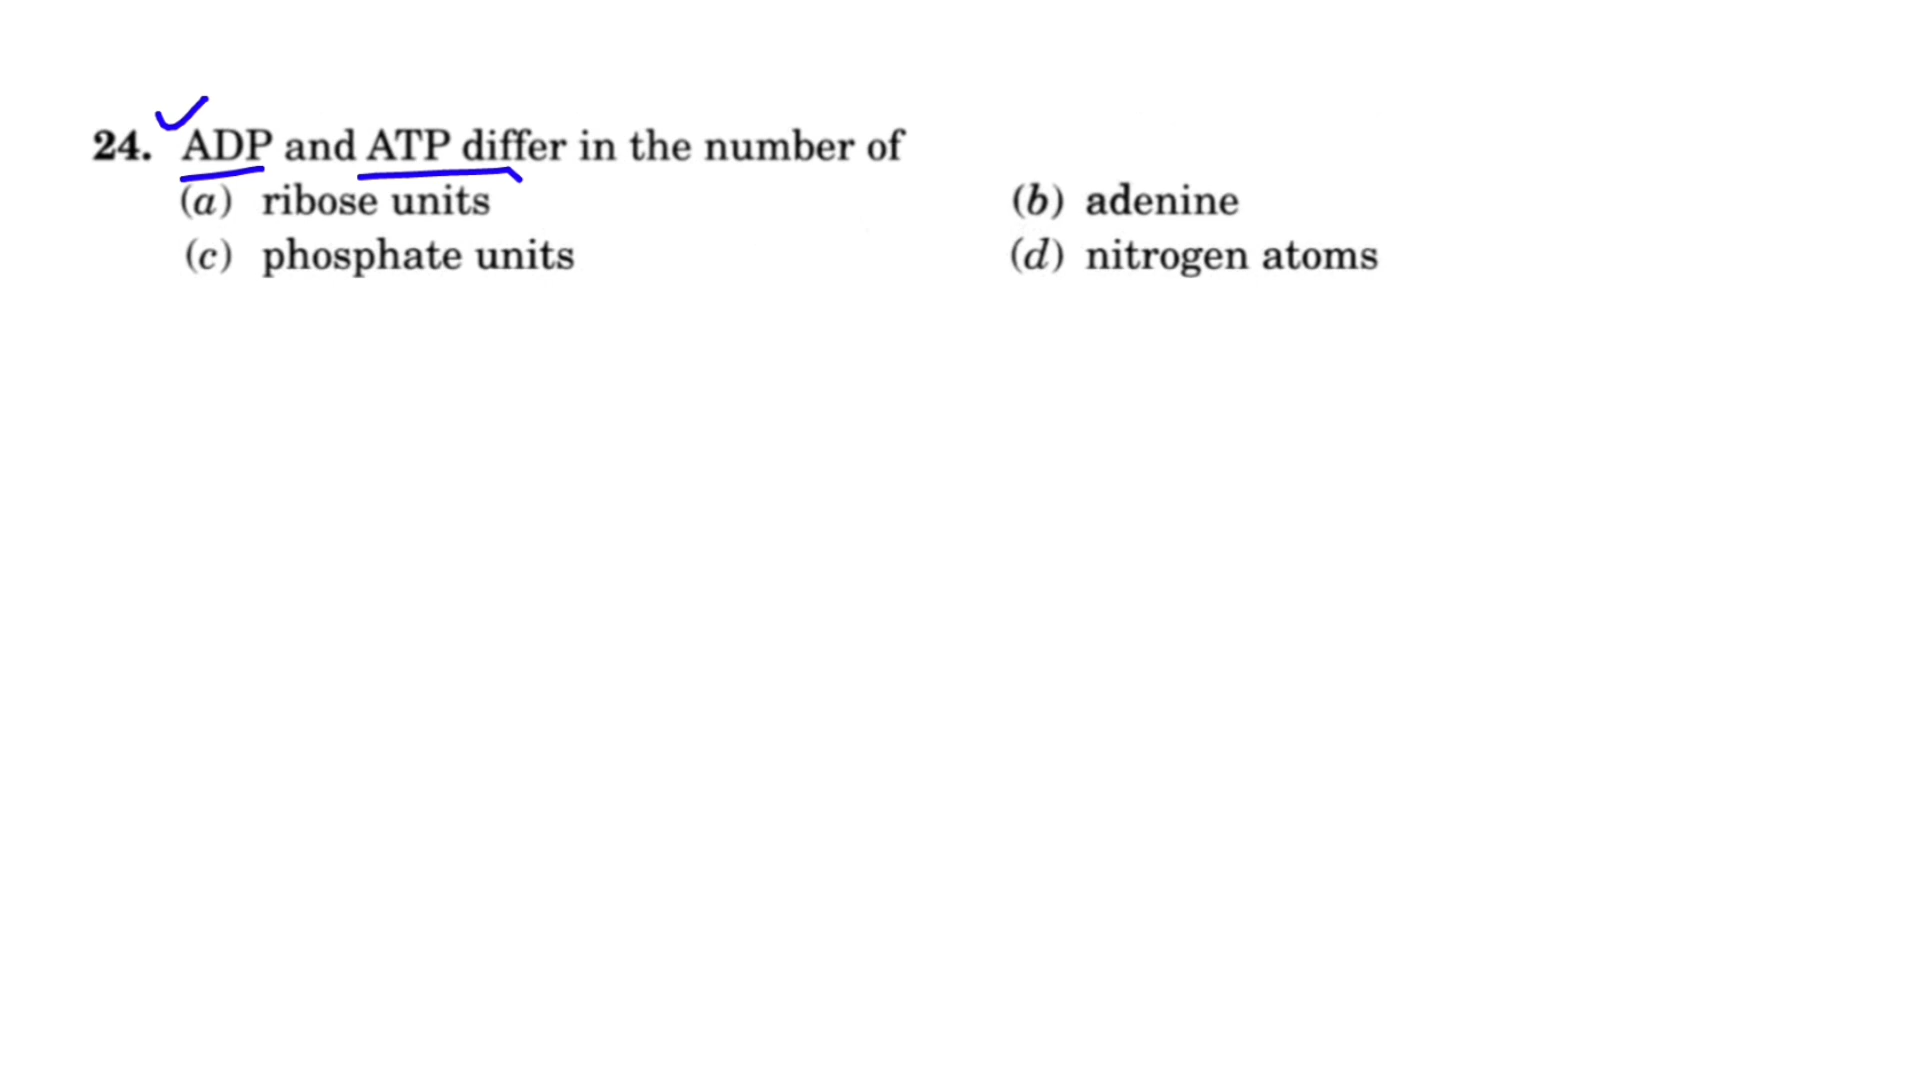 24. ADP and ATP differ in the number of
(a) ribose units (b) adenine
(c) phosphate units (d) nitrogen atoms